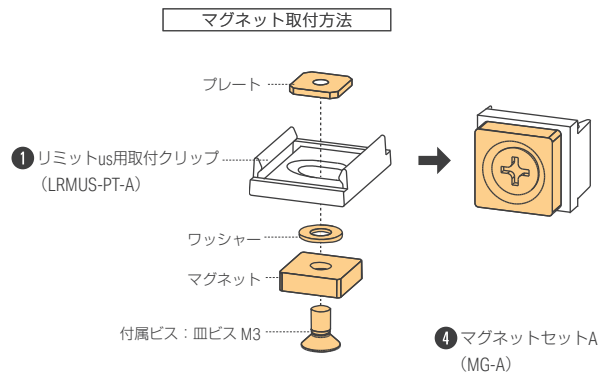 マグネット取付方法
プレート
❶ リミットus用取付クリップ
（LRMUS-PT-A）
ワッシャー
マグネット
付属ビス：皿ビス M3
❹ マグネットセットA
（MG-A）